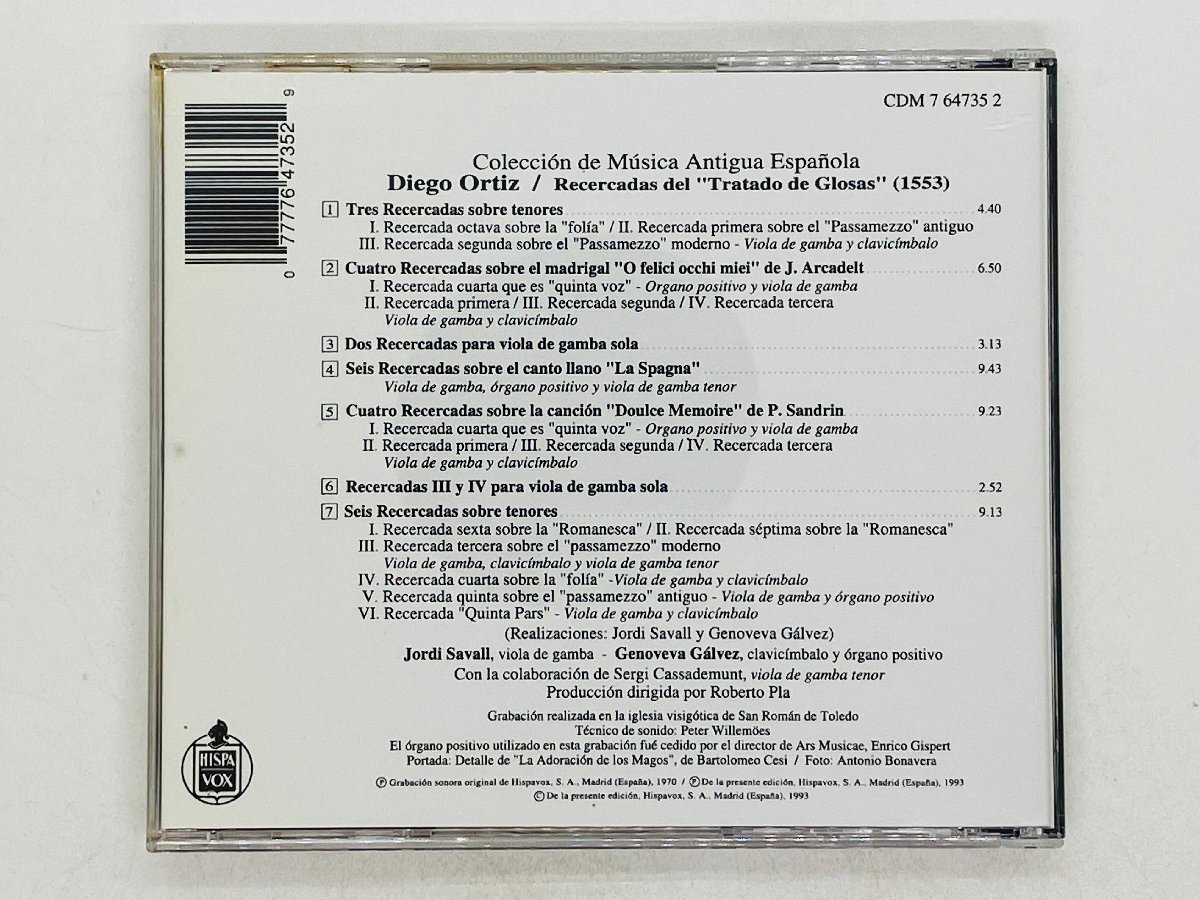 CDM 7 64735 2
0 77776 47352 9
Colección de Música Antigua Española
Diego Ortiz / Recercadas del "Tratado de Glosas" (1553)
1 Tres Recercadas sobre tenores 4.40
I. Recercada octava sobre la "folía" / II. Recercada primera sobre el "Passamezzo" antiguo
III. Recercada segunda sobre el "Passamezzo" moderno - Viola de gamba y clavicímbalo
2 Cuatro Recercadas sobre el madrigal "O felici occhi miei" de J. Arcadelt 6.50
I. Recercada cuarta que es "quinta voz" - Organo positivo y viola de gamba
II. Recercada primera / III. Recercada segunda / IV. Recercada tercera
Viola de gamba y clavicímbalo
3 Dos Recercadas para viola de gamba sola 3.13
4 Seis Recercadas sobre el canto llano "La Spagna" 9.43
Viola de gamba, órgano positivo y viola de gamba tenor
5 Cuatro Recercadas sobre la canción "Doulce Memoire" de P. Sandrin 9.23
I. Recercada cuarta que es "quinta voz" - Organo positivo y viola de gamba
II. Recercada primera / III. Recercada segunda / IV. Recercada tercera
Viola de gamba y clavicímbalo
6 Recercadas III y IV para viola de gamba sola 2.52
7 Seis Recercadas sobre tenores 9.13
I. Recercada sexta sobre la "Romanesca" / II. Recercada séptima sobre la "Romanesca"
III. Recercada tercera sobre el "passamezzo" moderno
Viola de gamba, clavicímbalo y viola de gamba tenor
IV. Recercada cuarta sobre la "folía" -Viola de gamba y clavicímbalo
V. Recercada quinta sobre el "passamezzo" antiguo - Viola de gamba y órgano positivo
VI. Recercada "Quinta Pars" - Viola de gamba y clavicímbalo
(Realizaciones: Jordi Savall y Genoveva Gálvez)
Jordi Savall, viola de gamba - Genoveva Gálvez, clavicímbalo y órgano positivo
Con la colaboración de Sergi Cassademunt, viola de gamba tenor
Producción dirigida por Roberto Pla
Grabación realizada en la iglesia visigótica de San Román de Toledo
Técnico de sonido: Peter Willemöes
El órgano positivo utilizado en esta grabación fué cedido por el director de Ars Musicae, Enrico Gispert
Portada: Detalle de "La Adoración de los Magos", de Bartolomeo Cesi / Foto: Antonio Bonavera
Ⓟ Grabación sonora original de Hispavox, S. A., Madrid (España), 1970 / Ⓟ De la presente edición, Hispavox, S. A., Madrid (España), 1993
© De la presente edición, Hispavox, S. A., Madrid (España), 1993
HISPA
VOX